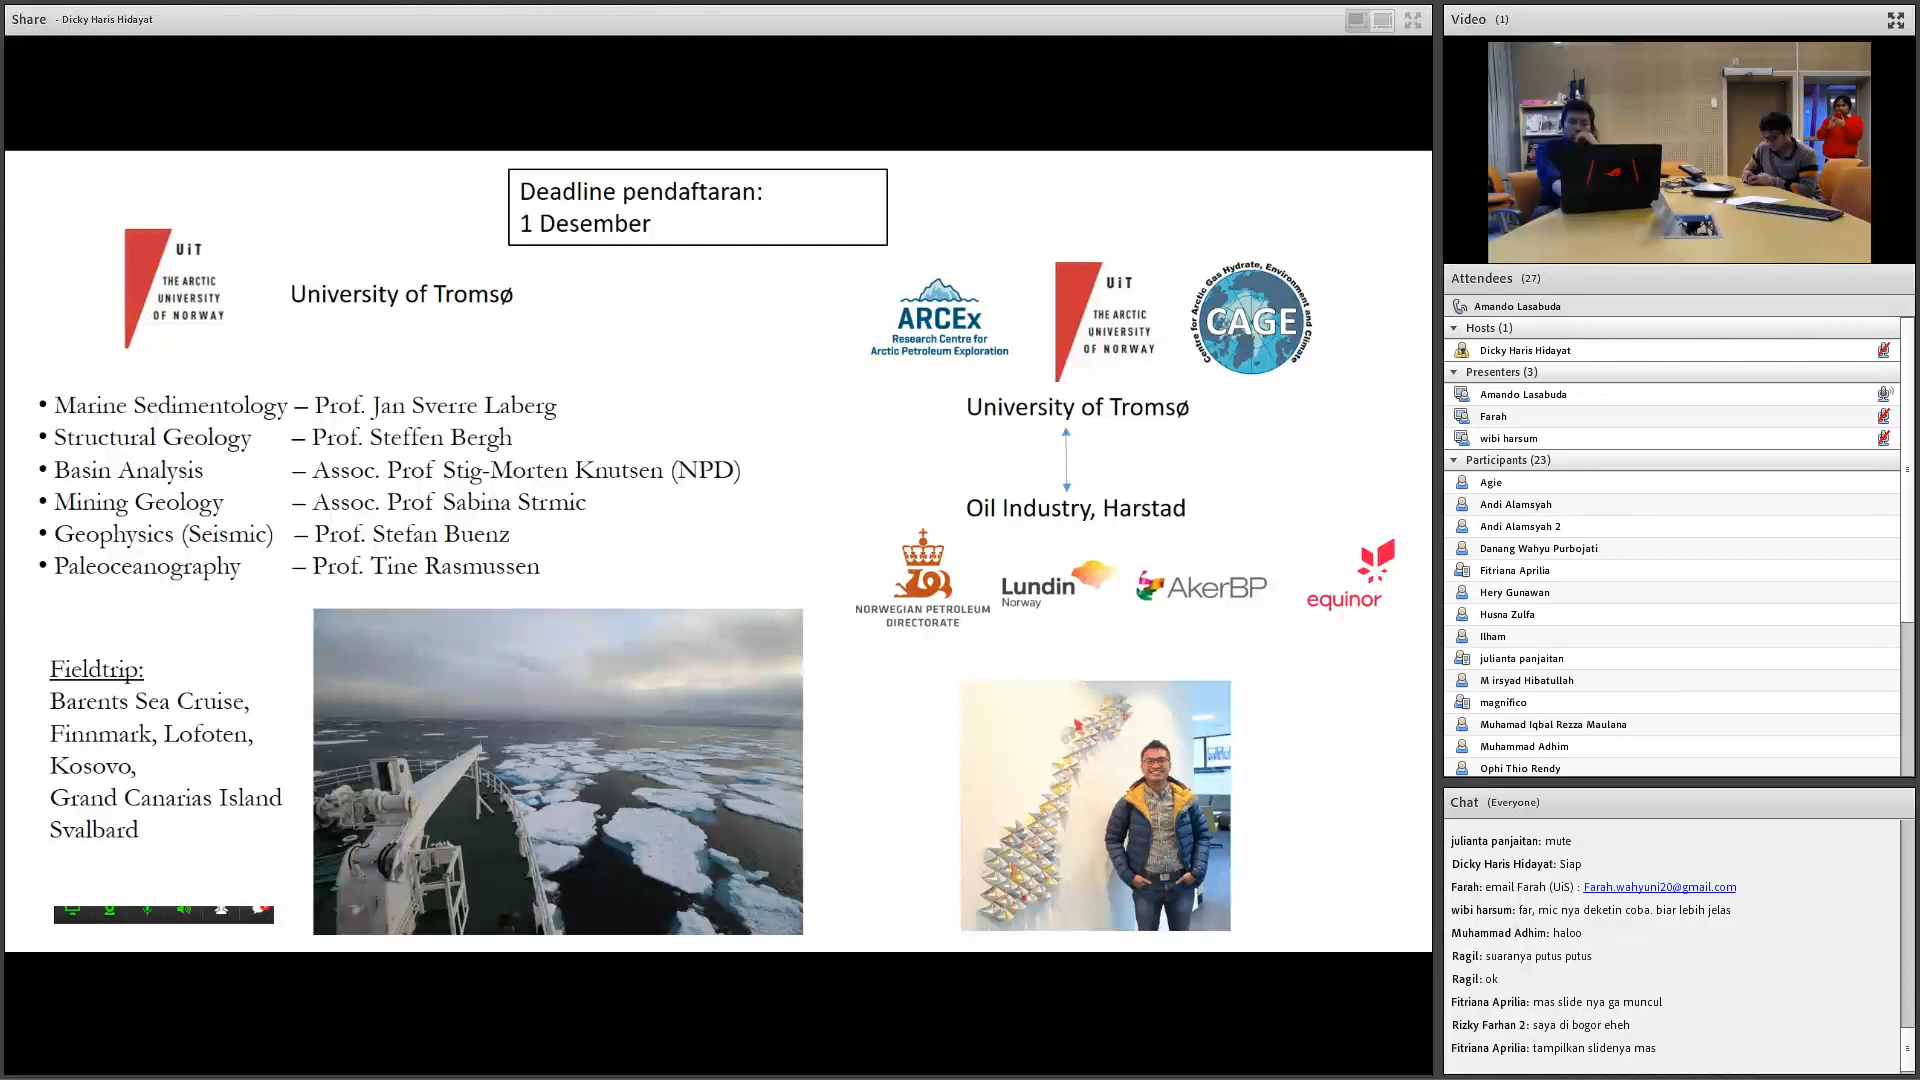 Share - Dicky Haris Hidayat
Deadline pendaftaran:
1 Desember
UiT
THE ARCTIC
UNIVERSITY
OF NORWAY
University of Tromsø
• Marine Sedimentology – Prof. Jan Sverre Laberg
• Structural Geology – Prof. Steffen Bergh
• Basin Analysis – Assoc. Prof Stig-Morten Knutsen (NPD)
• Mining Geology – Assoc. Prof Sabina Strmic
• Geophysics (Seismic) – Prof. Stefan Buenz
• Paleoceanography – Prof. Tine Rasmussen
Fieldtrip:
Barents Sea Cruise,
Finnmark, Lofoten,
Kosovo,
Grand Canarias Island
Svalbard
ARCEx
Research Centre for
Arctic Petroleum Exploration
UiT
THE ARCTIC
UNIVERSITY
OF NORWAY
Centre for Arctic Gas Hydrate, Environment and Climate
CAGE
University of Tromsø
Oil Industry, Harstad
NORWEGIAN PETROLEUM
DIRECTORATE
Lundin
Norway
AkerBP
equinor
Video (1)
Attendees (27)
Amando Lasabuda
Hosts (1)
Dicky Haris Hidayat
Presenters (3)
Amando Lasabuda
Farah
wibi harsum
Participants (23)
Agie
Andi Alamsyah
Andi Alamsyah 2
Danang Wahyu Purbojati
Fitriana Aprilia
Hery Gunawan
Husna Zulfa
Ilham
julianta panjaitan
M irsyad Hibatullah
magnifico
Muhamad Iqbal Rezza Maulana
Muhammad Adhim
Ophi Thio Rendy
Chat (Everyone)
julianta panjaitan: mute
Dicky Haris Hidayat: Siap
Farah: email Farah (UiS) : Farah.wahyuni20@gmail.com
wibi harsum: far, mic nya deketin coba. biar lebih jelas
Muhammad Adhim: haloo
Ragil: suaranya putus putus
Ragil: ok
Fitriana Aprilia: mas slide nya ga muncul
Rizky Farhan 2: saya di bogor eheh
Fitriana Aprilia: tampilkan slidenya mas